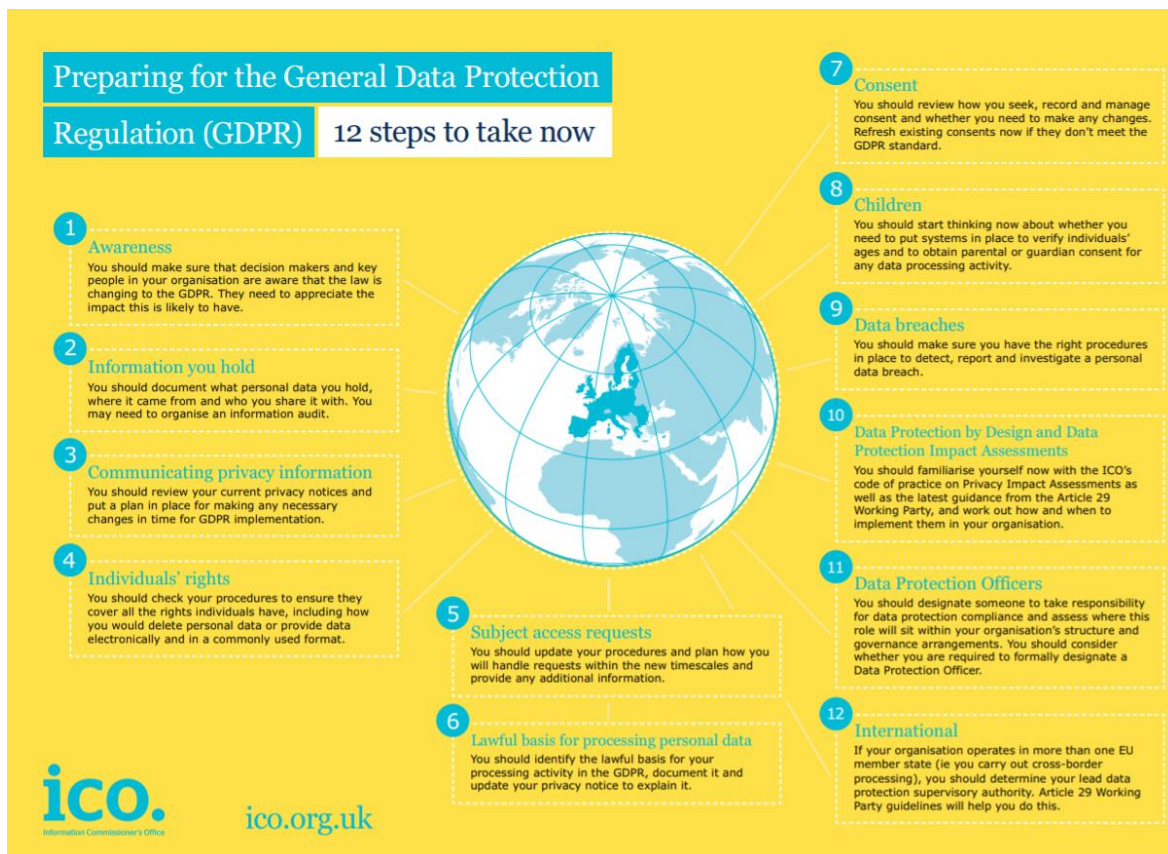 Preparing for the General Data Protection
Regulation (GDPR)
12 steps to take now
1
Awareness
You should make sure that decision makers and key
people in your organisation are aware that the law is
changing to the GDPR. They need to appreciate the
impact this is likely to have.
2
Information you hold
You should document what personal data you hold,
where it came from and who you share it with. You
may need to organise an information audit.
3
Communicating privacy information
You should review your current privacy notices and
put a plan in place for making any necessary
changes in time for GDPR implementation.
4
Individuals' rights
You should check your procedures to ensure they
cover all the rights individuals have, including how
you would delete personal data or provide data
electronically and in a commonly used format.
5
Subject access requests
You should update your procedures and plan how you
will handle requests within the new timescales and
provide any additional information.
6
Lawful basis for processing personal data
You should identify the lawful basis for your
processing activity in the GDPR, document it and
update your privacy notice to explain it.
7
Consent
You should review how you seek, record and manage
consent and whether you need to make any changes.
Refresh existing consents now if they don't meet the
GDPR standard.
8
Children
You should start thinking now about whether you
need to put systems in place to verify individuals'
ages and to obtain parental or guardian consent for
any data processing activity.
9
Data breaches
You should make sure you have the right procedures
in place to detect, report and investigate a personal
data breach.
10
Data Protection by Design and Data
Protection Impact Assessments
You should familiarise yourself now with the ICO's
code of practice on Privacy Impact Assessments as
well as the latest guidance from the Article 29
Working Party, and work out how and when to
implement them in your organisation.
11
Data Protection Officers
You should designate someone to take responsibility
for data protection compliance and assess where this
role will sit within your organisation's structure and
governance arrangements. You should consider
whether you are required to formally designate a
Data Protection Officer.
12
International
If your organisation operates in more than one EU
member state (ie you carry out cross-border
processing), you should determine your lead data
protection supervisory authority. Article 29 Working
Party guidelines will help you do this.
ico.
Information Commissioner's Office
ico.org.uk